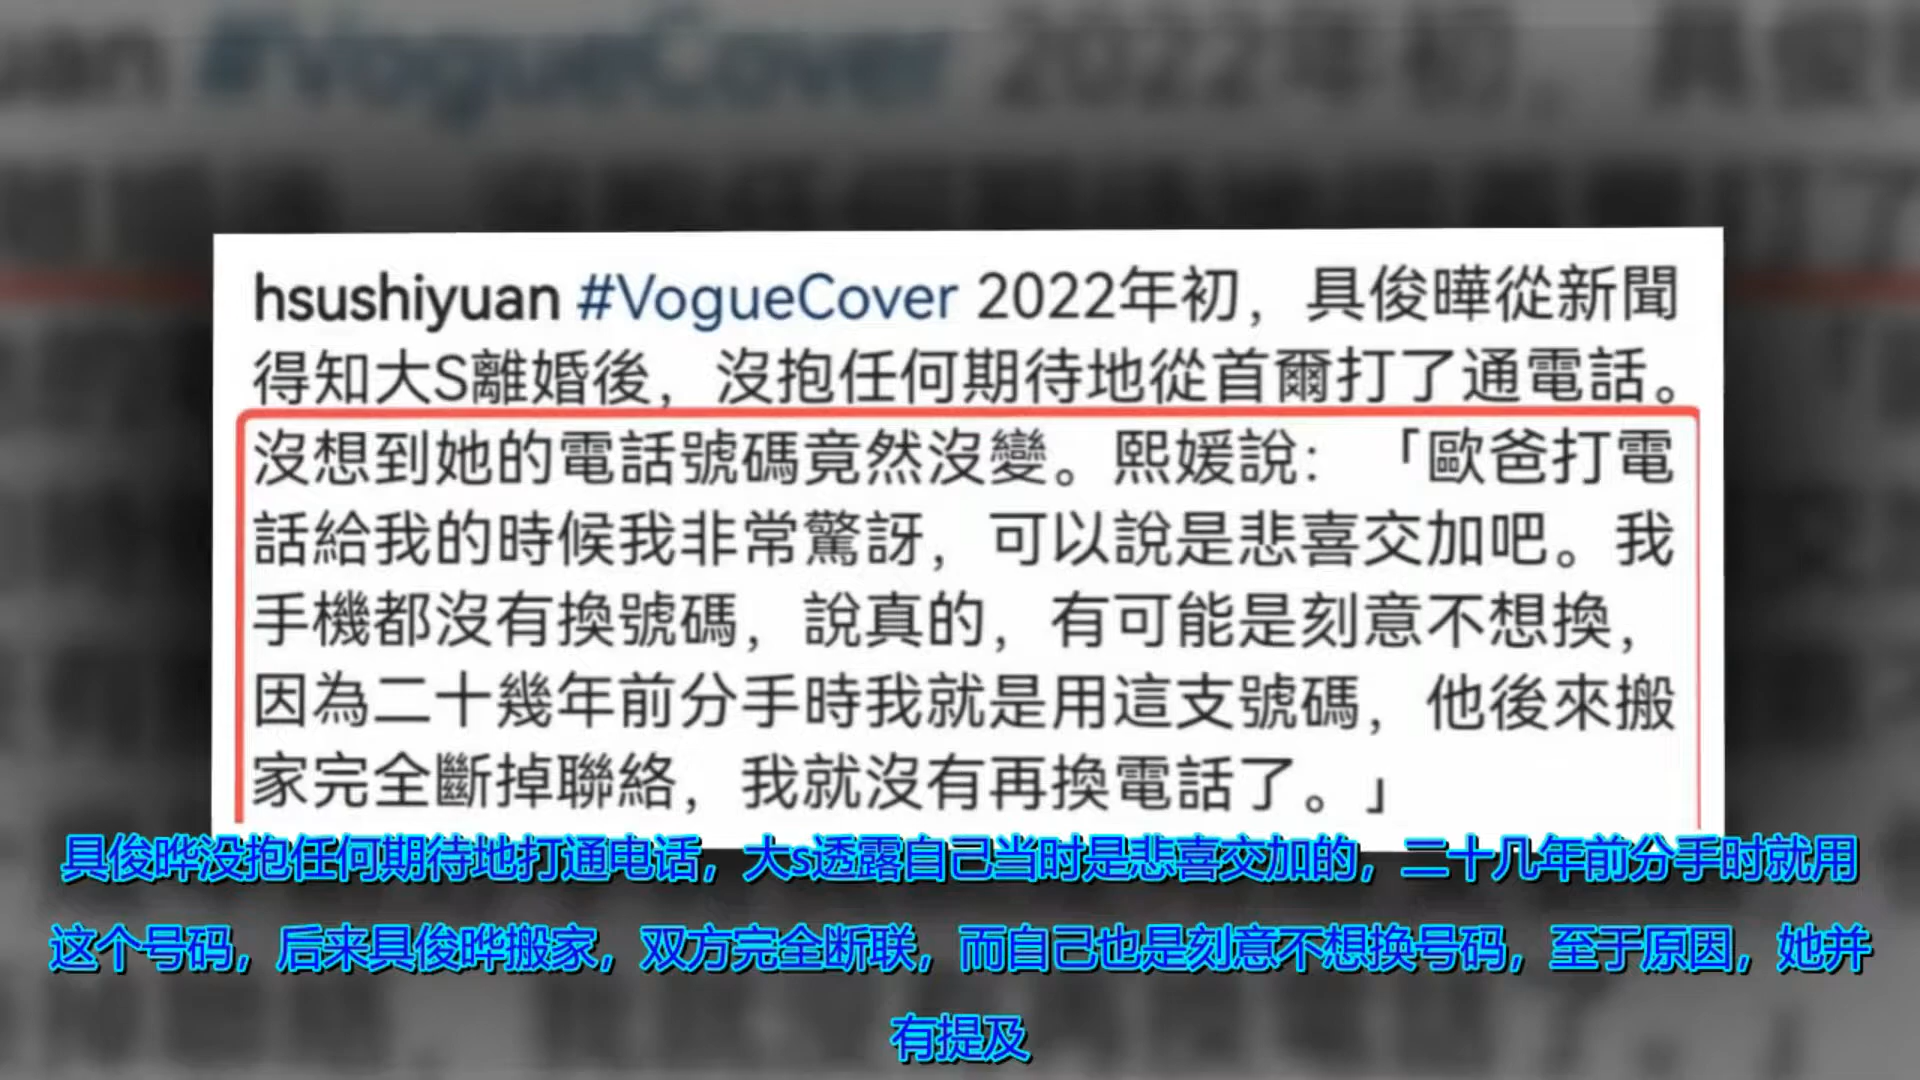 uan #VogueCover 2022年初，具俊
hsushiyuan #VogueCover 2022年初，具俊曄從新聞
得知大S離婚後，沒抱任何期待地從首爾打了通電話。
沒想到她的電話號碼竟然沒變。熙媛說：「歐爸打電
話給我的時候我非常驚訝，可以說是悲喜交加吧。我
手機都沒有換號碼，說真的，有可能是刻意不想換，
因為二十幾年前分手時我就是用這支號碼，他後來搬
家完全斷掉聯絡，我就沒有再換電話了。」
具俊晔没抱任何期待地打通电话，大s透露自己当时是悲喜交加的，二十几年前分手时就用
这个号码，后来具俊晔搬家，双方完全断联，而自己也是刻意不想换号码，至于原因，她并
有提及